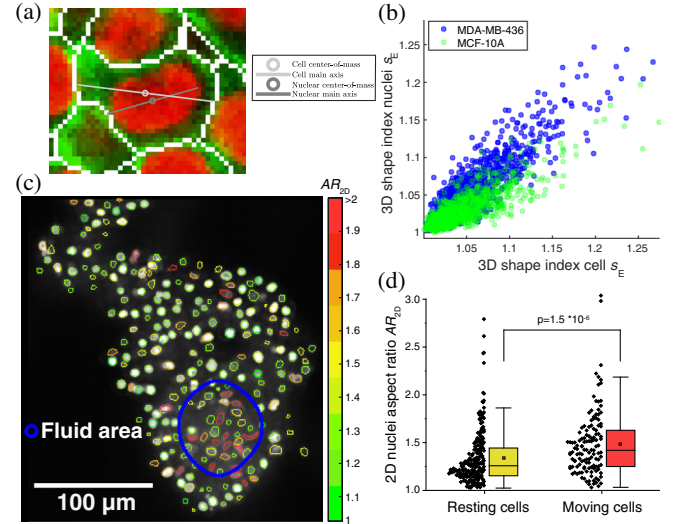 (a)
Cell center-of-mass
Cell main axis
Nuclear center-of-mass
Nuclear main axis
(b)
MDA-MB-436
MCF-10A
3D shape index nuclei s_E
1.25
1.2
1.15
1.1
1.05
1
1.05 1.1 1.15 1.2 1.25
3D shape index cell s_E
(c)
AR2D
>2
1.9
1.8
1.7
1.6
1.5
1.4
1.3
1.2
1.1
1
Fluid area
100 µm
(d)
2D nuclei aspect ratio AR2D
3.0
2.5
2.0
1.5
1.0
p=1.5 *10-6
Resting cells Moving cells